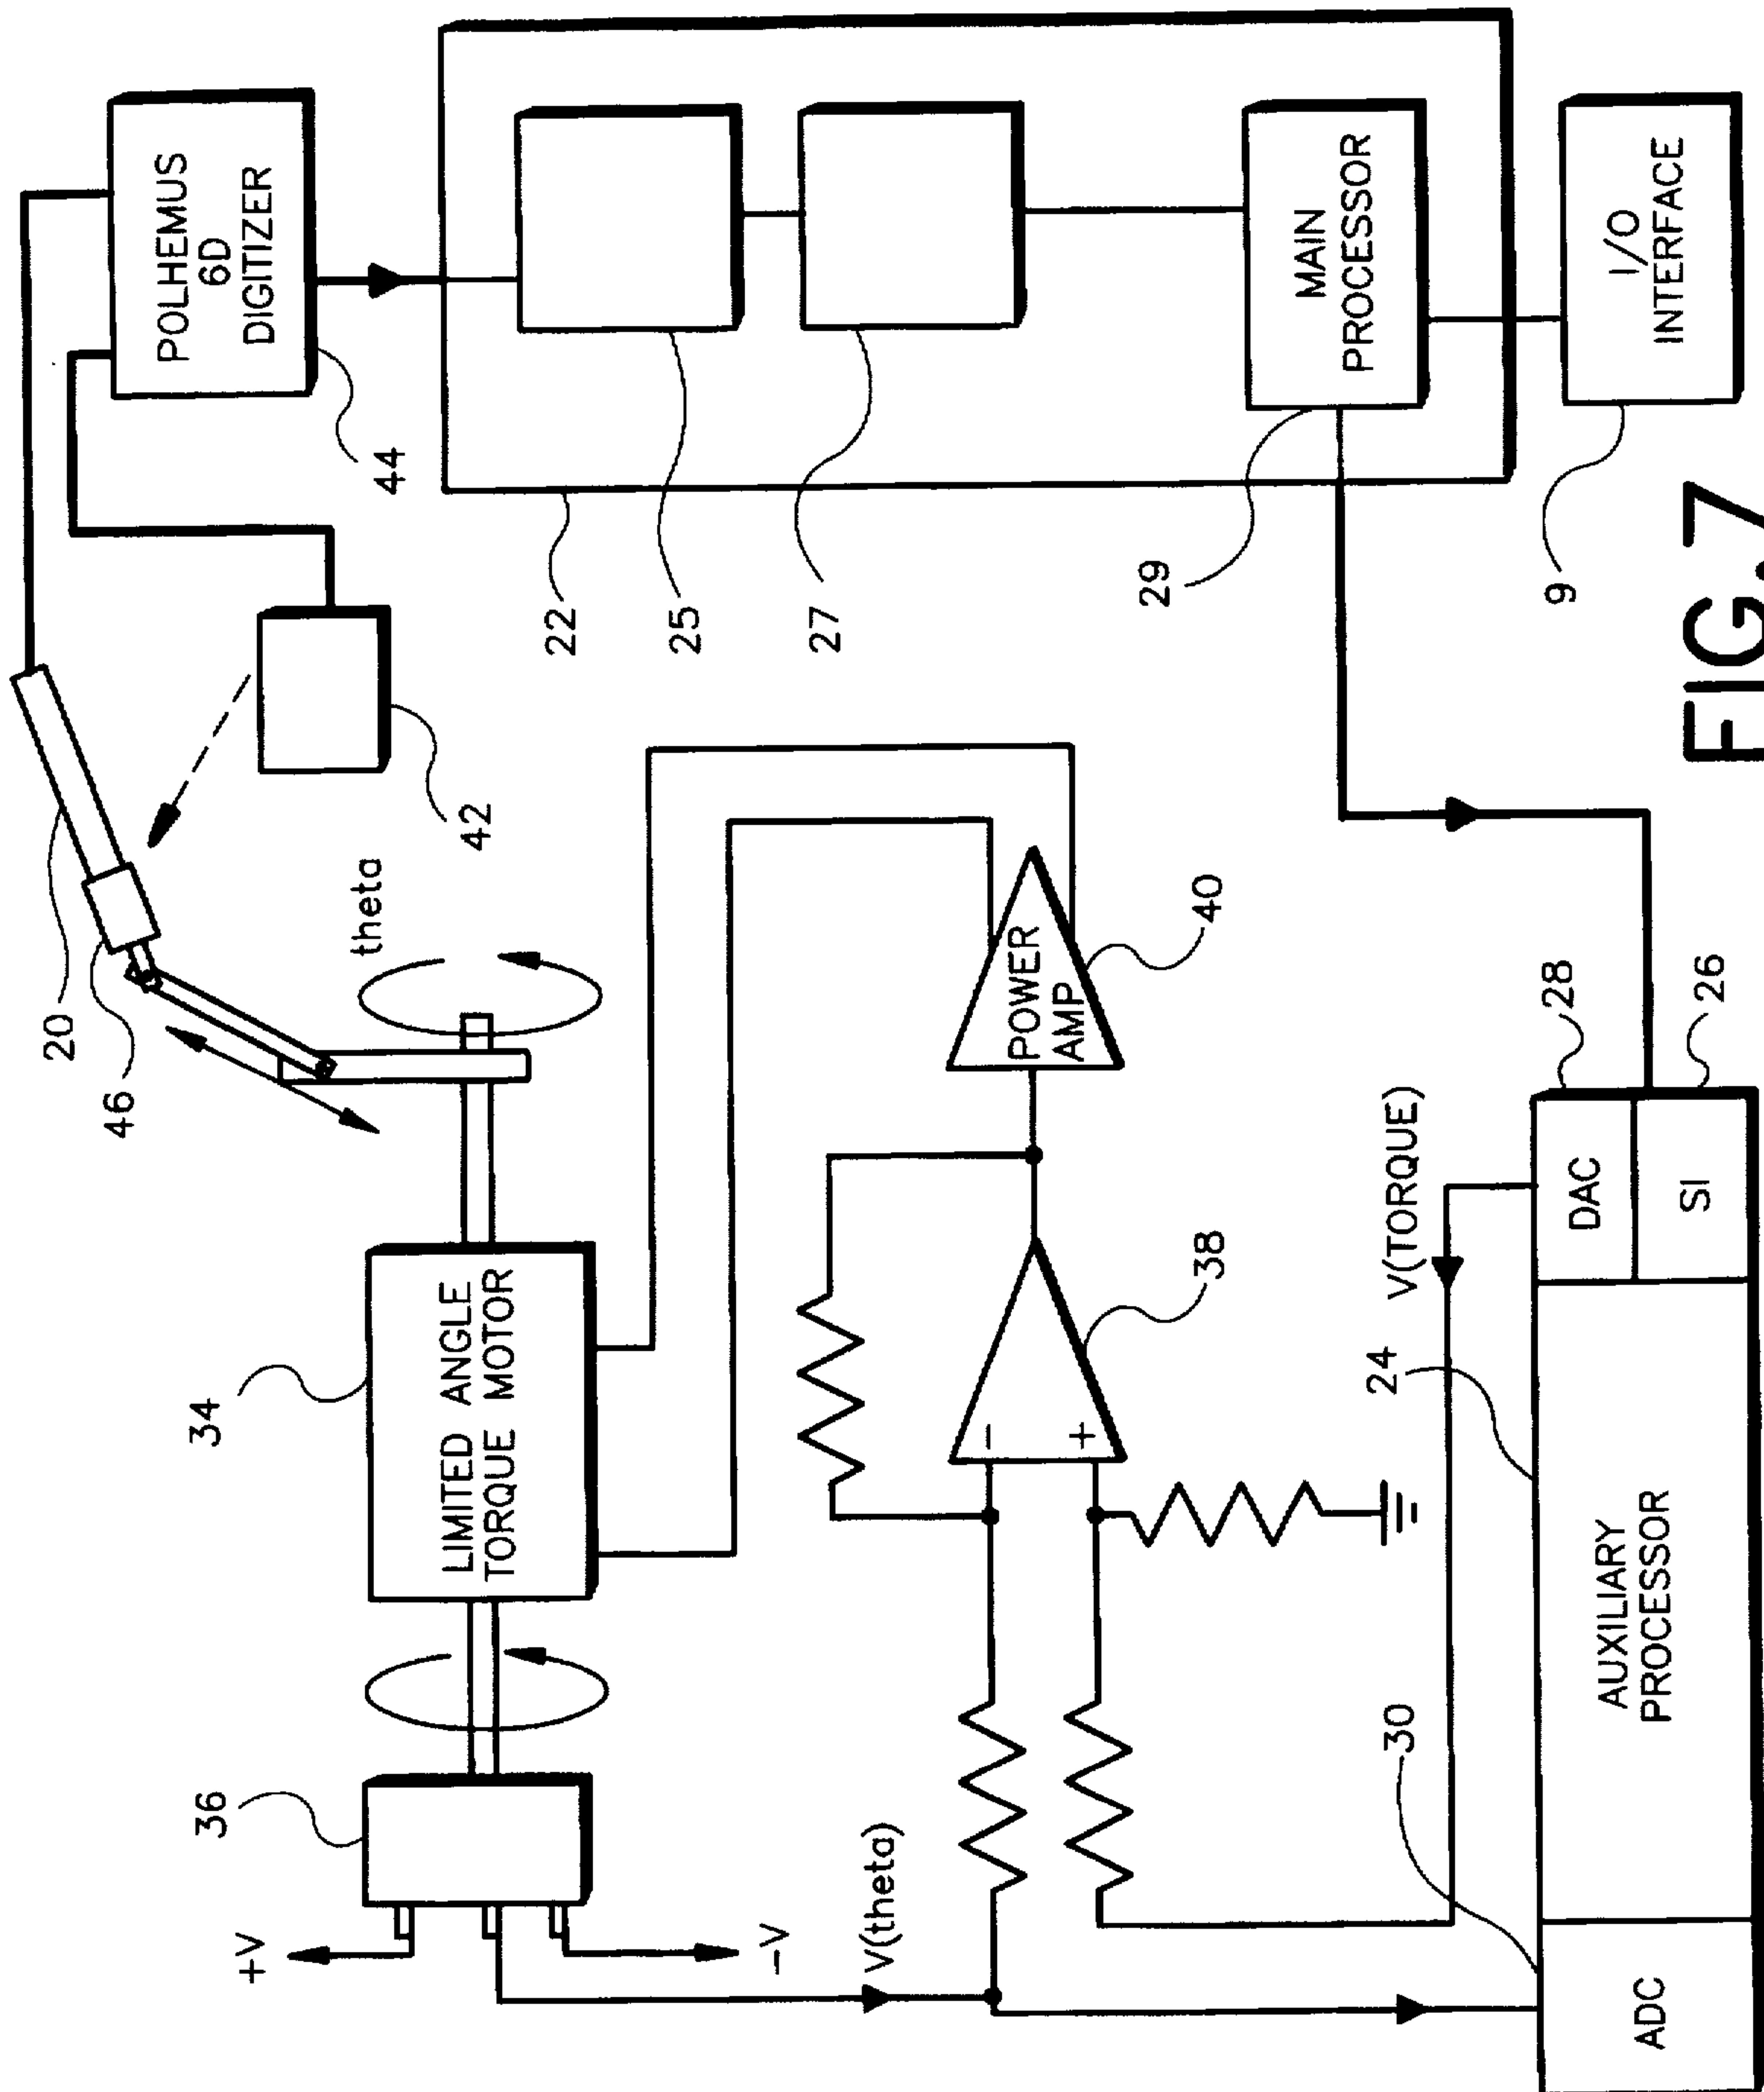 POLHEMUS
6D
DIGITIZER
44
20
46
theta
42
22
25
27
34
LIMITED ANGLE
TORQUE MOTOR
36
+V
-V
V(theta)
MAIN
PROCESSOR
29
I/O
INTERFACE
9
POWER
AMP
40
-
+
38
V(TORQUE)
24
30
28
26
DAC
SI
AUXILIARY
PROCESSOR
ADC
FIG.7